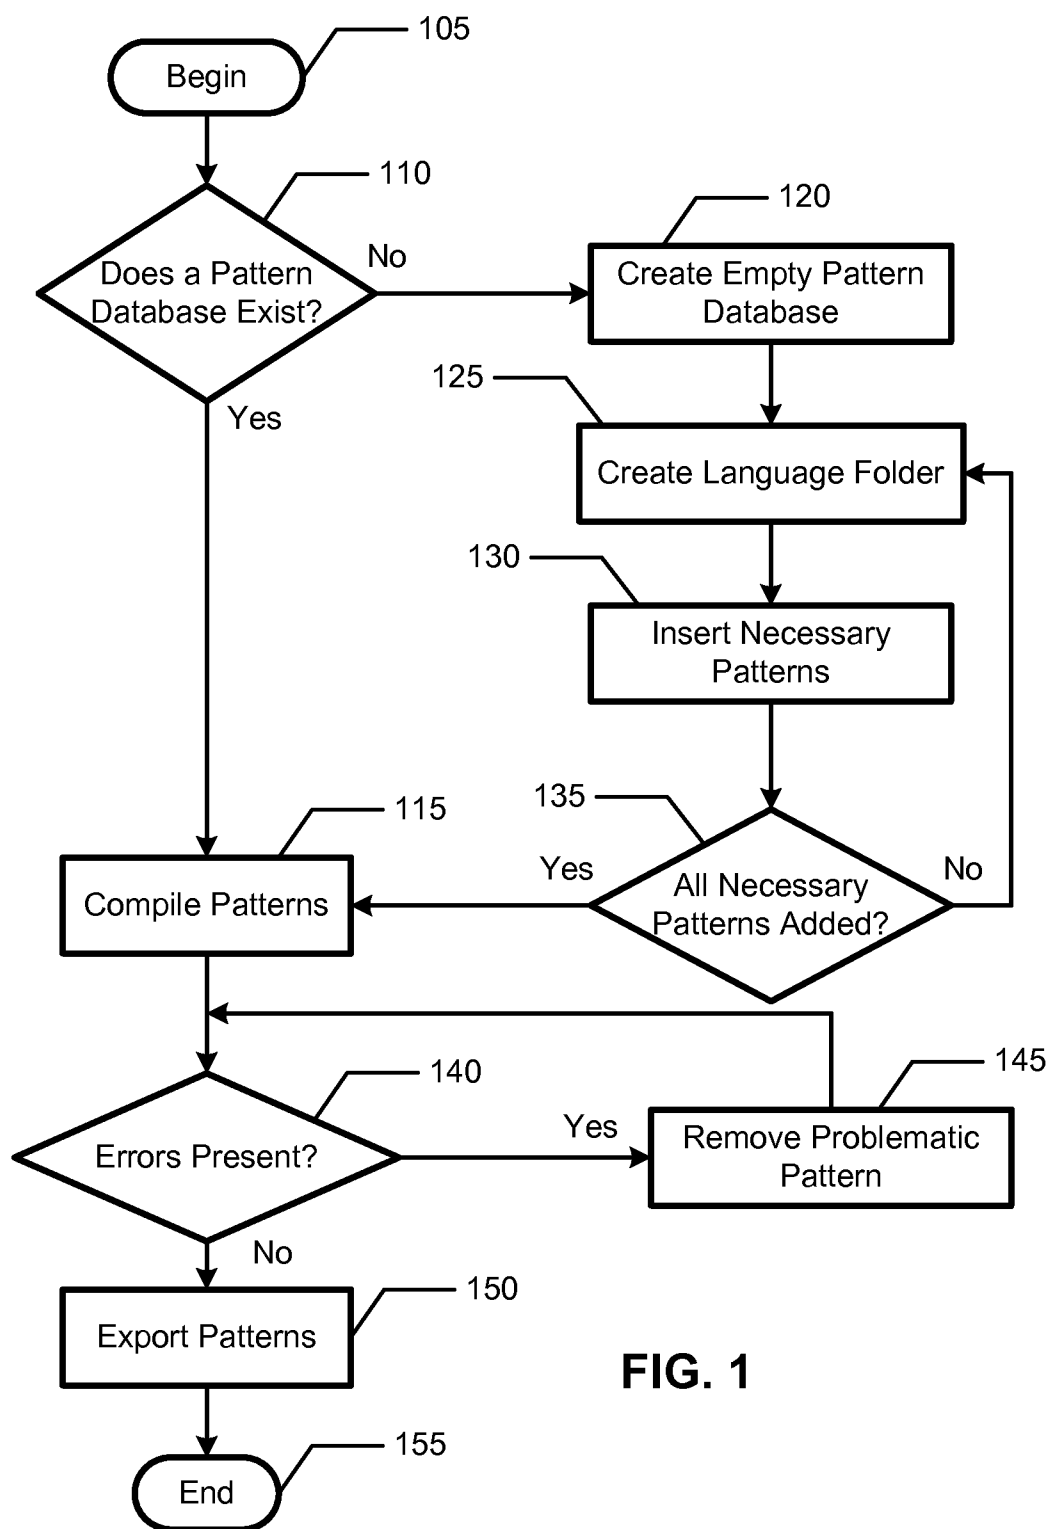 105
Begin
110
Does a Pattern
Database Exist?
No
120
Create Empty Pattern
Database
Yes
125
Create Language Folder
130
Insert Necessary
Patterns
135
All Necessary
Patterns Added?
Yes
No
115
Compile Patterns
140
Errors Present?
Yes
145
Remove Problematic
Pattern
No
150
Export Patterns
155
End
FIG. 1